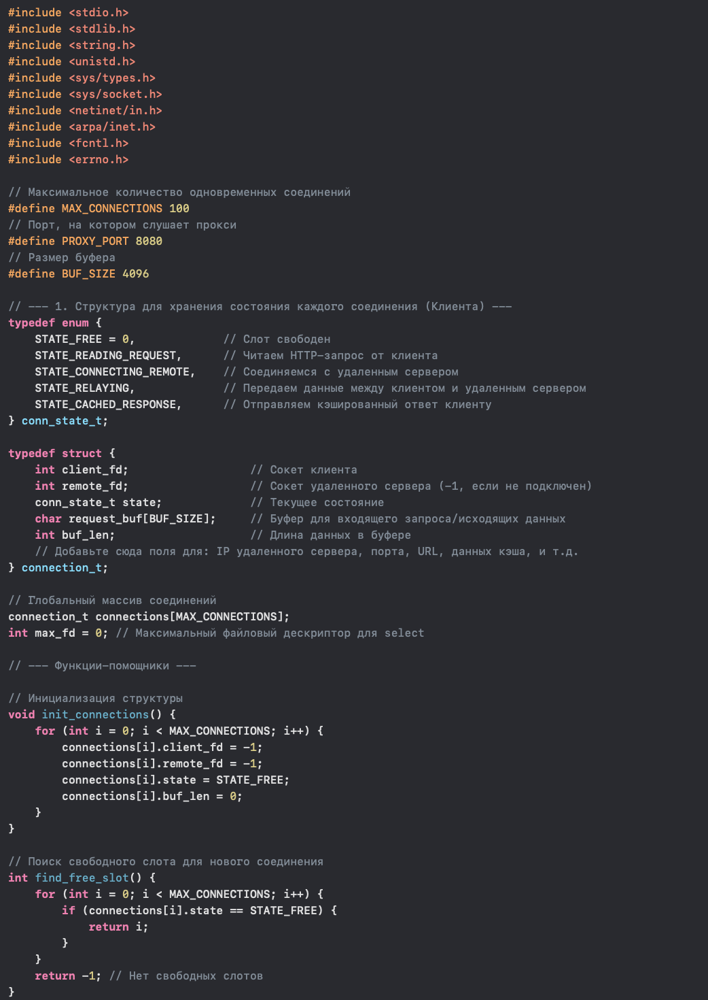 #include <stdio.h>
#include <stdlib.h>
#include <string.h>
#include <unistd.h>
#include <sys/types.h>
#include <sys/socket.h>
#include <netinet/in.h>
#include <arpa/inet.h>
#include <fcntl.h>
#include <errno.h>

// Максимальное количество одновременных соединений
#define MAX_CONNECTIONS 100
// Порт, на котором слушает прокси
#define PROXY_PORT 8080
// Размер буфера
#define BUF_SIZE 4096

// --- 1. Структура для хранения состояния каждого соединения (Клиента) ---
typedef enum {
    STATE_FREE = 0,             // Слот свободен
    STATE_READING_REQUEST,      // Читаем HTTP-запрос от клиента
    STATE_CONNECTING_REMOTE,    // Соединяемся с удаленным сервером
    STATE_RELAYING,             // Передаем данные между клиентом и удаленным сервером
    STATE_CACHED_RESPONSE,      // Отправляем кэшированный ответ клиенту
} conn_state_t;

typedef struct {
    int client_fd;                  // Сокет клиента
    int remote_fd;                  // Сокет удаленного сервера (-1, если не подключен)
    conn_state_t state;             // Текущее состояние
    char request_buf[BUF_SIZE];     // Буфер для входящего запроса/исходящих данных
    int buf_len;                    // Длина данных в буфере
    // Добавьте сюда поля для: IP удаленного сервера, порта, URL, данных кэша, и т.д.
} connection_t;

// Глобальный массив соединений
connection_t connections[MAX_CONNECTIONS];
int max_fd = 0; // Максимальный файловый дескриптор для select

// --- Функции-помощники ---

// Инициализация структуры
void init_connections() {
    for (int i = 0; i < MAX_CONNECTIONS; i++) {
        connections[i].client_fd = -1;
        connections[i].remote_fd = -1;
        connections[i].state = STATE_FREE;
        connections[i].buf_len = 0;
    }
}

// Поиск свободного слота для нового соединения
int find_free_slot() {
    for (int i = 0; i < MAX_CONNECTIONS; i++) {
        if (connections[i].state == STATE_FREE) {
            return i;
        }
    }
    return -1; // Нет свободных слотов
}